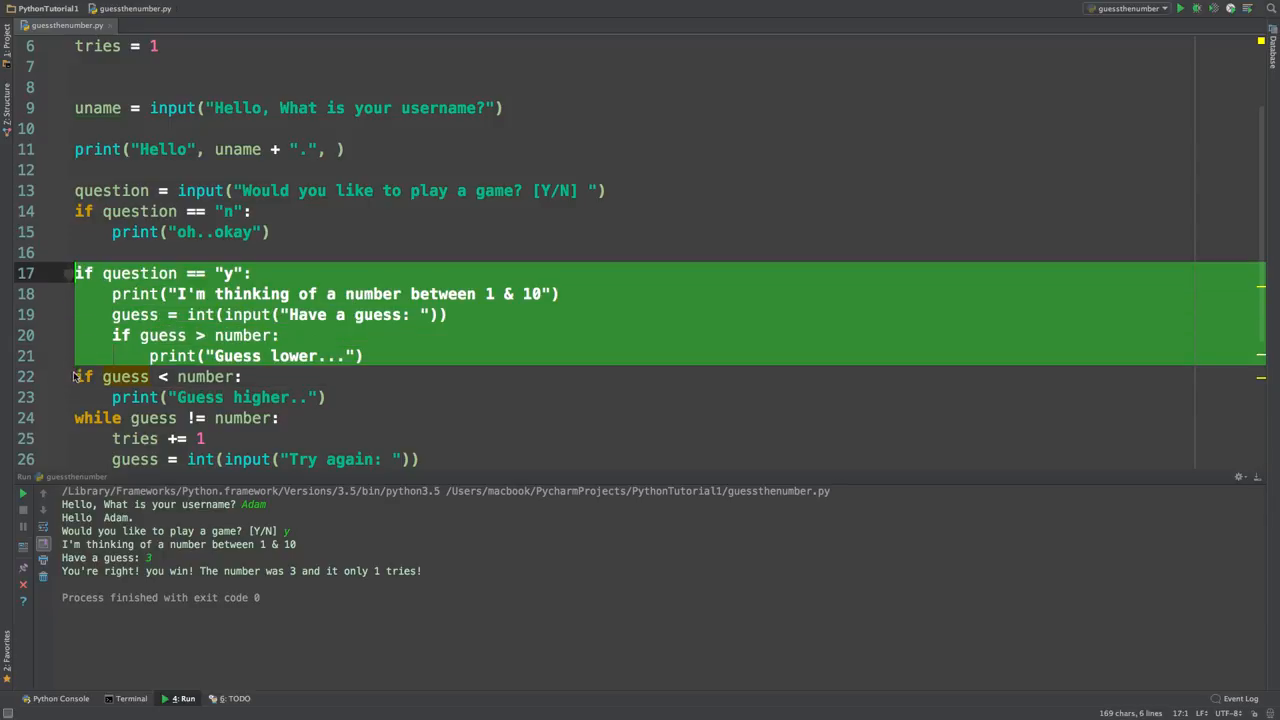 PythonTutorial1 guessthenumber.py guessthenumber
guessthenumber.py
1: Project
Z: Structure
2: Favorites
Database
6 tries = 1
7
8
9 uname = input("Hello, What is your username?")
10
11 print("Hello", uname + ".", )
12
13 question = input("Would you like to play a game? [Y/N] ")
14 if question == "n":
15 print("oh..okay")
16
17 if question == "y":
18 print("I'm thinking of a number between 1 & 10")
19 guess = int(input("Have a guess: "))
20 if guess > number:
21 print("Guess lower...")
22 if guess < number:
23 print("Guess higher..")
24 while guess != number:
25 tries += 1
26 guess = int(input("Try again: "))
Run guessthenumber
/Library/Frameworks/Python.framework/Versions/3.5/bin/python3.5 /Users/macbook/PycharmProjects/PythonTutorial1/guessthenumber.py
Hello, What is your username? Adam
Hello  Adam.
Would you like to play a game? [Y/N] y
I'm thinking of a number between 1 & 10
Have a guess: 3
You're right! you win! The number was 3 and it only 1 tries!
Process finished with exit code 0
Python Console Terminal 4: Run 6: TODO Event Log
169 chars, 6 lines 17:1 LF÷ UTF-8÷